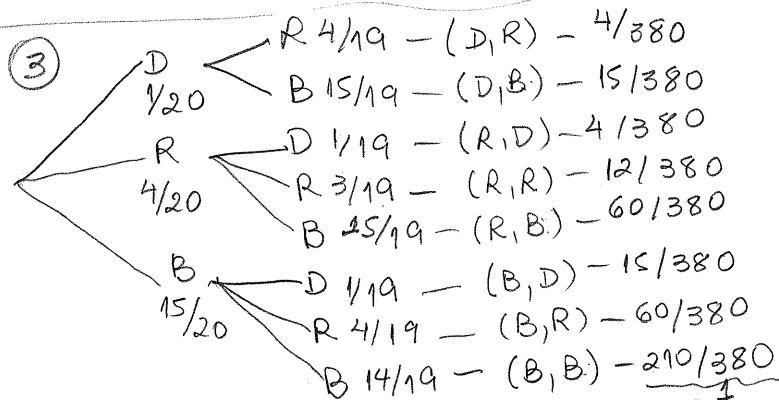 ③
D 1/20
R 4/19 — (D,R) — 4/380
B 15/19 — (D,B.) — 15/380
R 4/20
D 1/19 — (R,D) — 4/380
R 3/19 — (R,R) — 12/380
B 15/19 — (R,B.) — 60/380
B 15/20
D 1/19 — (B,D) — 15/380
R 4/19 — (B,R) — 60/380
B 14/19 — (B,B.) — 210/380
1